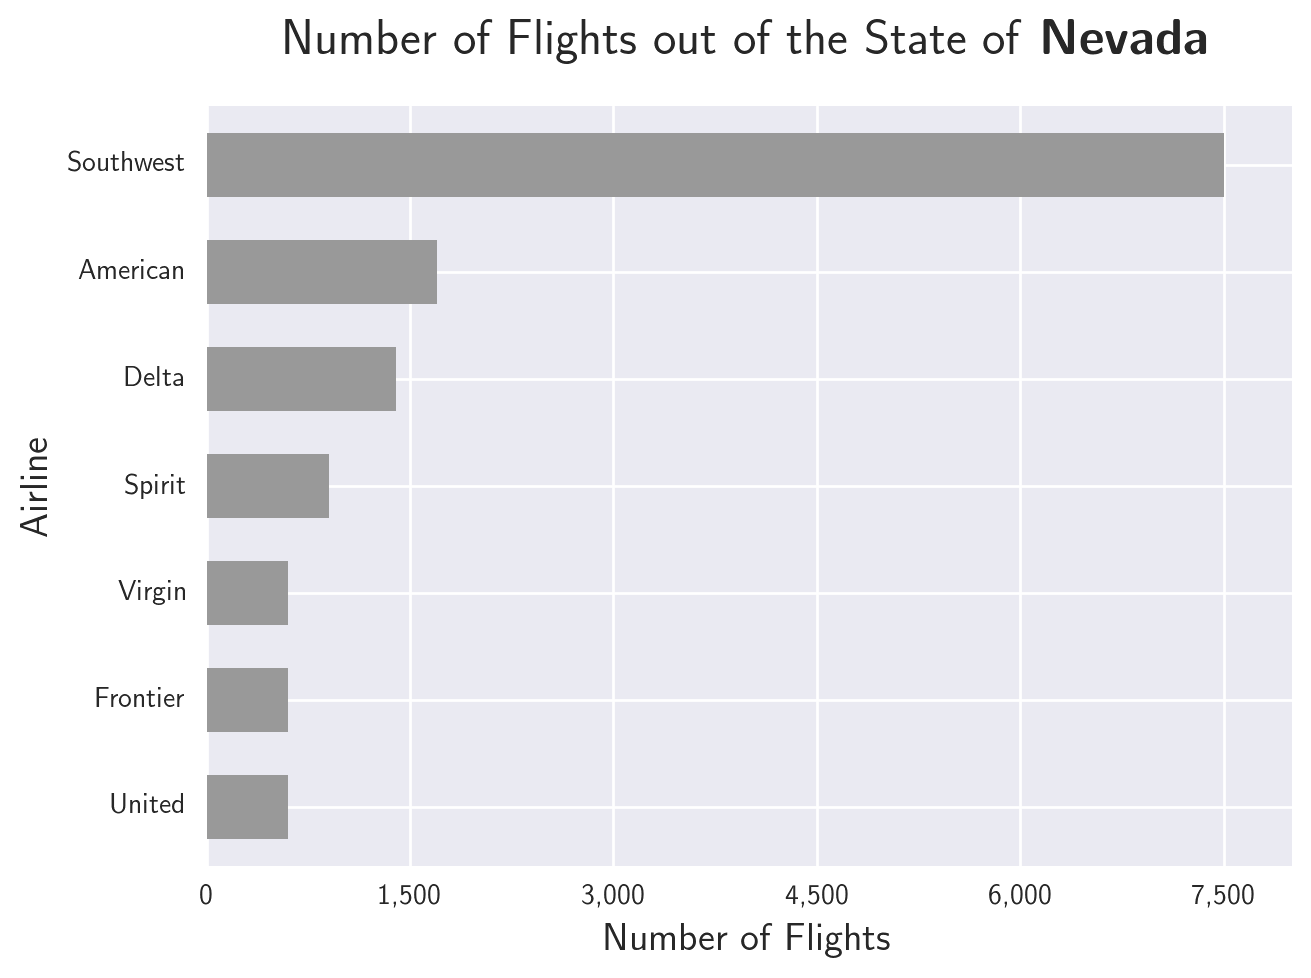 Number of Flights out of the State of Nevada
Southwest
American
Delta
Spirit
Virgin
Frontier
United
Airline
0 1,500 3,000 4,500 6,000 7,500
Number of Flights